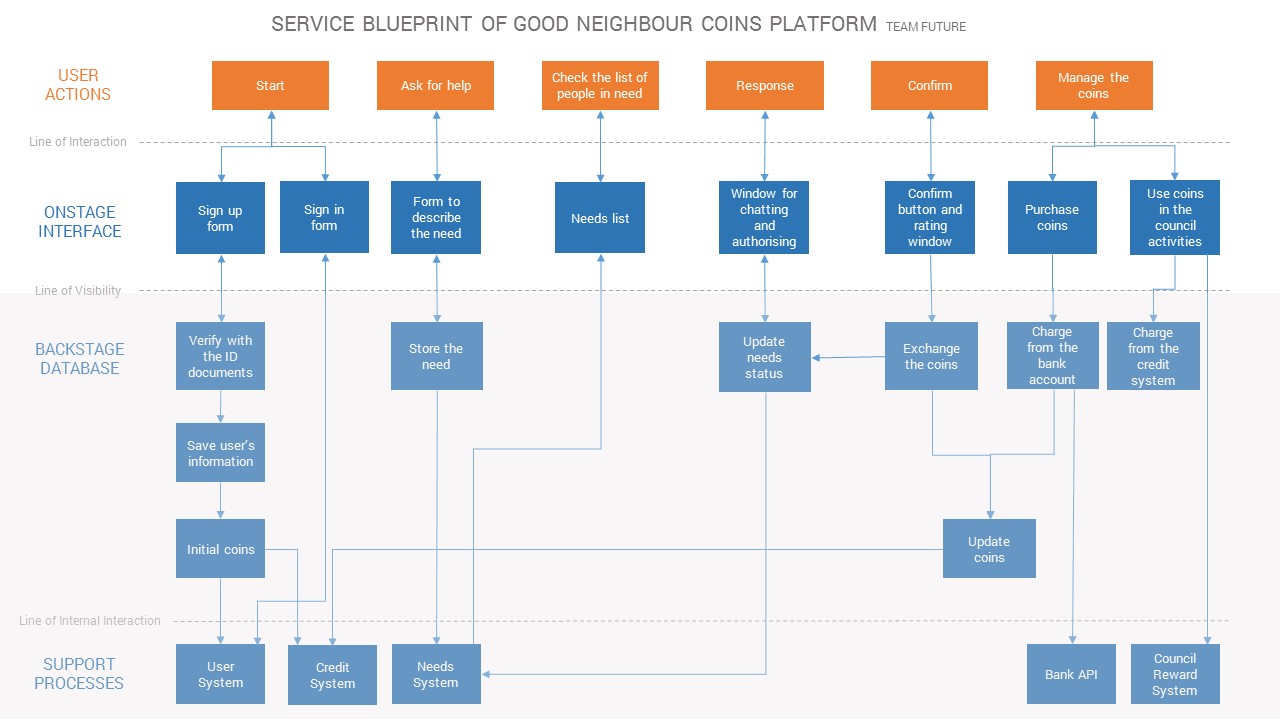 SERVICE BLUEPRINT OF GOOD NEIGHBOUR COINS PLATFORM TEAM FUTURE
USER
ACTIONS
Start
Ask for help
Check the list of
people in need
Response
Confirm
Manage the
coins
Line of Interaction
ONSTAGE
INTERFACE
Sign up
form
Sign in
form
Form to
describe
the need
Needs list
Window for
chatting
and
authorising
Confirm
button and
rating
window
Purchase
coins
Use coins
in the
council
activities
Line of Visibility
BACKSTAGE
DATABASE
Verify with
the ID
documents
Store the
need
Update
needs
status
Exchange
the coins
Charge
from the
bank
account
Charge
from the
credit
system
Save user's
information
Initial coins
Update
coins
Line of Internal Interaction
SUPPORT
PROCESSES
User
System
Credit
System
Needs
System
Bank API
Council
Reward
System